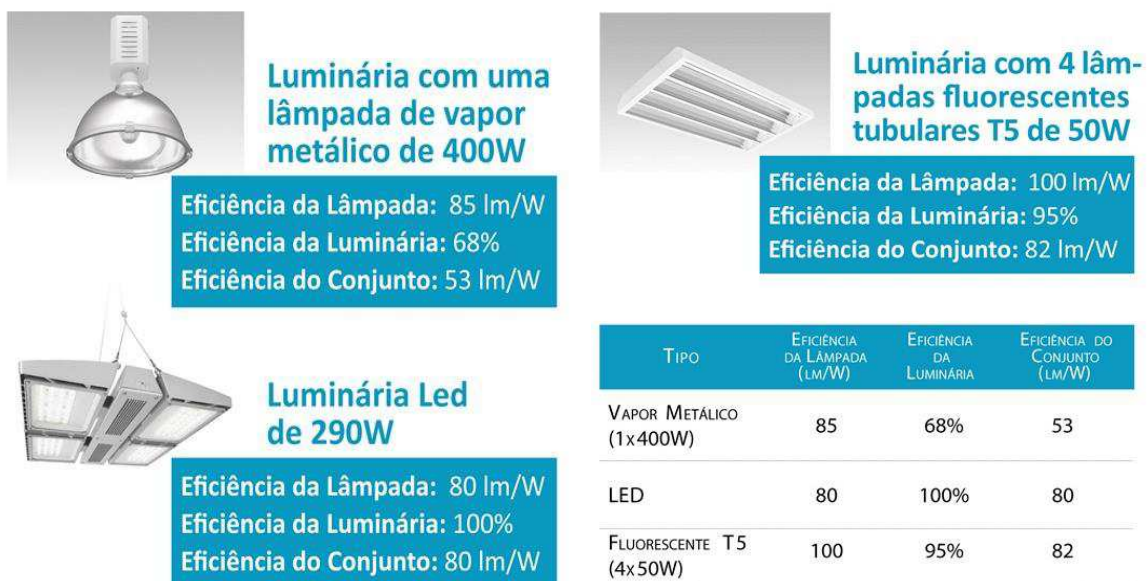 Luminária com uma
lâmpada de vapor
metálico de 400W
Eficiência da Lâmpada: 85 lm/W
Eficiência da Luminária: 68%
Eficiência do Conjunto: 53 lm/W
Luminária com 4 lâm-
padas fluorescentes
tubulares T5 de 50W
Eficiência da Lâmpada: 100 lm/W
Eficiência da Luminária: 95%
Eficiência do Conjunto: 82 lm/W
Luminária Led
de 290W
Eficiência da Lâmpada: 80 lm/W
Eficiência da Luminária: 100%
Eficiência do Conjunto: 80 lm/W
TIPO
EFICIÊNCIA
DA LÂMPADA
(LM/W)
EFICIÊNCIA
DA
LUMINÁRIA
EFICIÊNCIA DO
CONJUNTO
(LM/W)
VAPOR METÁLICO
(1x400W)
85 68% 53
LED 80 100% 80
FLUORESCENTE T5
(4x50W)
100 95% 82